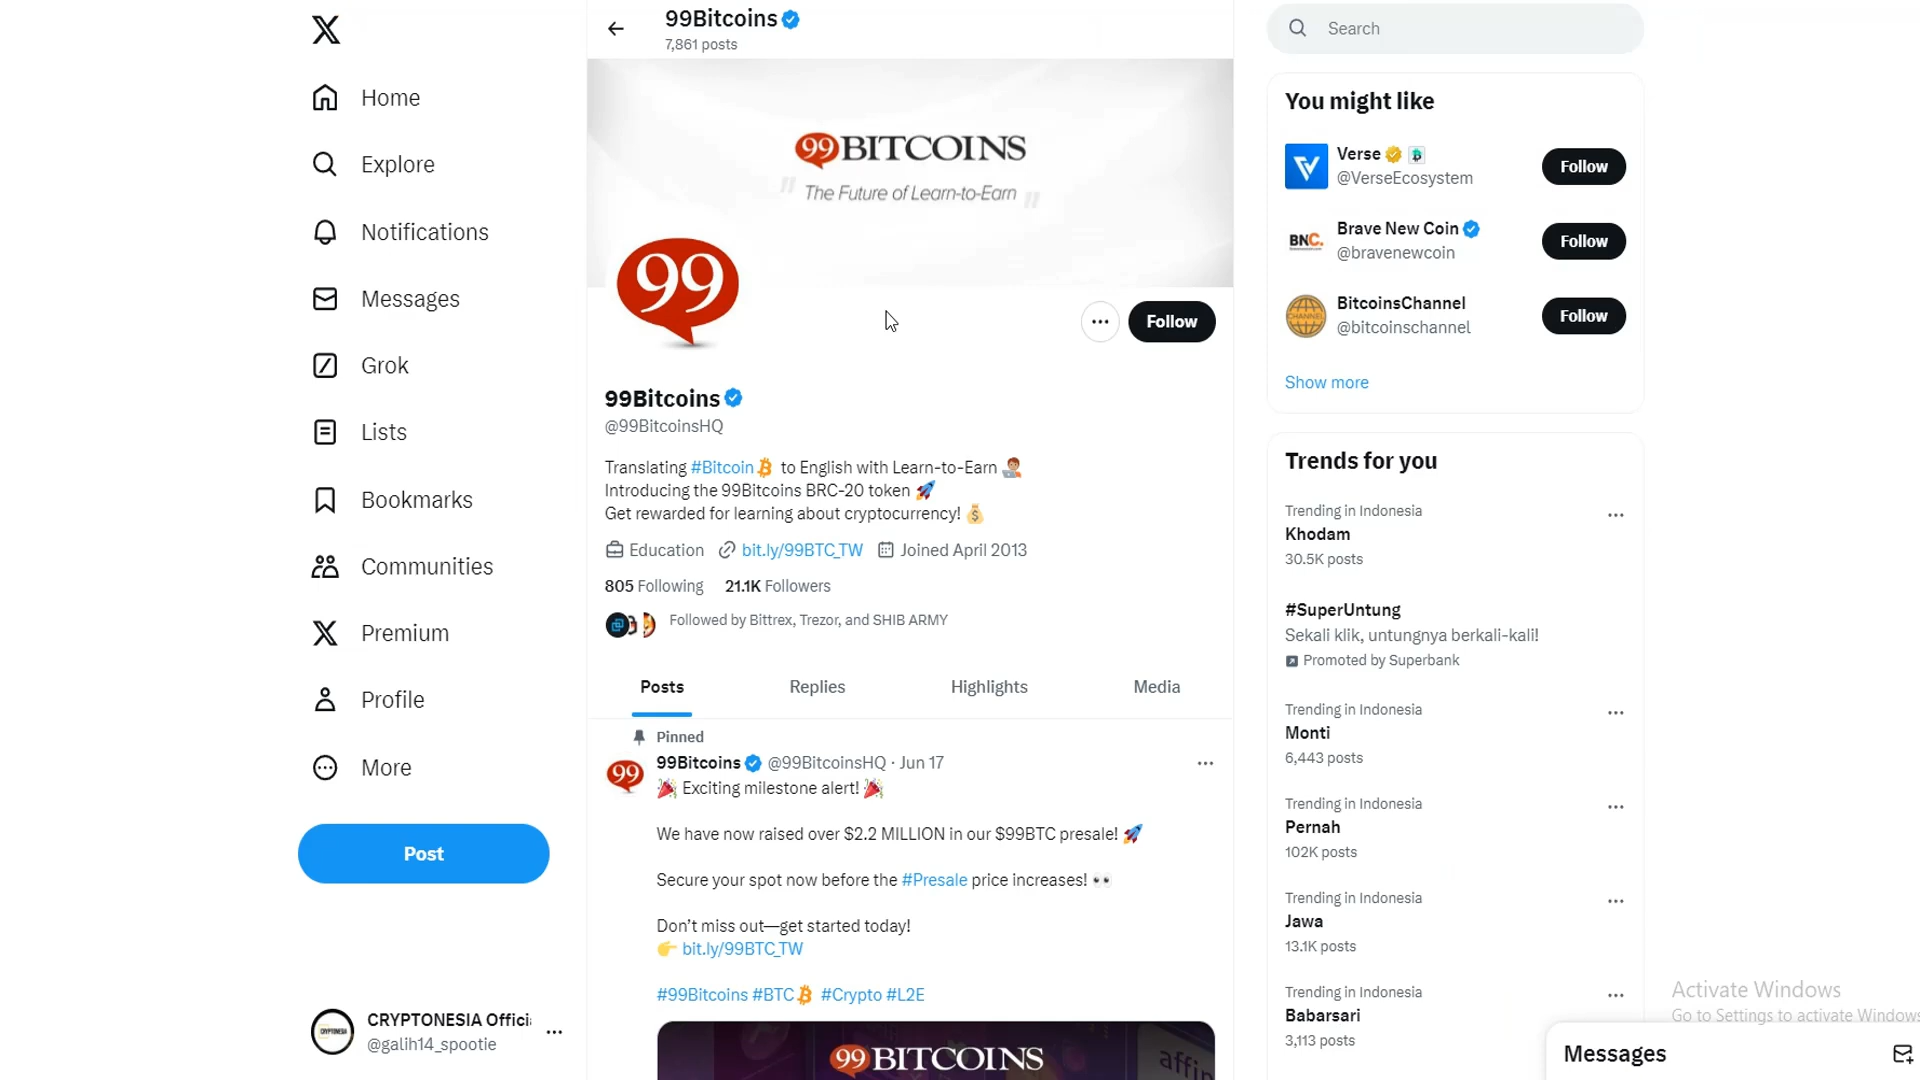 Home
Explore
Notifications
Messages
Grok
Lists
Bookmarks
Communities
Premium
Profile
More
Post
CRYPTONESIA Offici
@galih14_spootie
99Bitcoins
7,861 posts
99BITCOINS
"The Future of Learn-to-Earn"
99
Follow
99Bitcoins
@99BitcoinsHQ
Translating #Bitcoin to English with Learn-to-Earn
Introducing the 99Bitcoins BRC-20 token
Get rewarded for learning about cryptocurrency!
Education bit.ly/99BTC_TW Joined April 2013
805 Following 21.1K Followers
Followed by Bittrex, Trezor, and SHIB ARMY
Posts Replies Highlights Media
Pinned
99
99Bitcoins @99BitcoinsHQ · Jun 17
🎉 Exciting milestone alert! 🎉
We have now raised over $2.2 MILLION in our $99BTC presale! 🚀
Secure your spot now before the #Presale price increases! 👀
Don't miss out—get started today!
👉 bit.ly/99BTC_TW
#99Bitcoins #BTC #Crypto #L2E
99BITCOINS
affin
Search
You might like
Verse
@VerseEcosystem
Follow
BNC.
Brave New Coin
@bravenewcoin
Follow
CHANNEL
BitcoinsChannel
@bitcoinschannel
Follow
Show more
Trends for you
Trending in Indonesia
Khodam
30.5K posts
#SuperUntung
Sekali klik, untungnya berkali-kali!
Promoted by Superbank
Trending in Indonesia
Monti
6,443 posts
Trending in Indonesia
Pernah
102K posts
Trending in Indonesia
Jawa
13.1K posts
Trending in Indonesia
Babarsari
3,113 posts
Activate Windows
Go to Settings to activate Windows
Messages